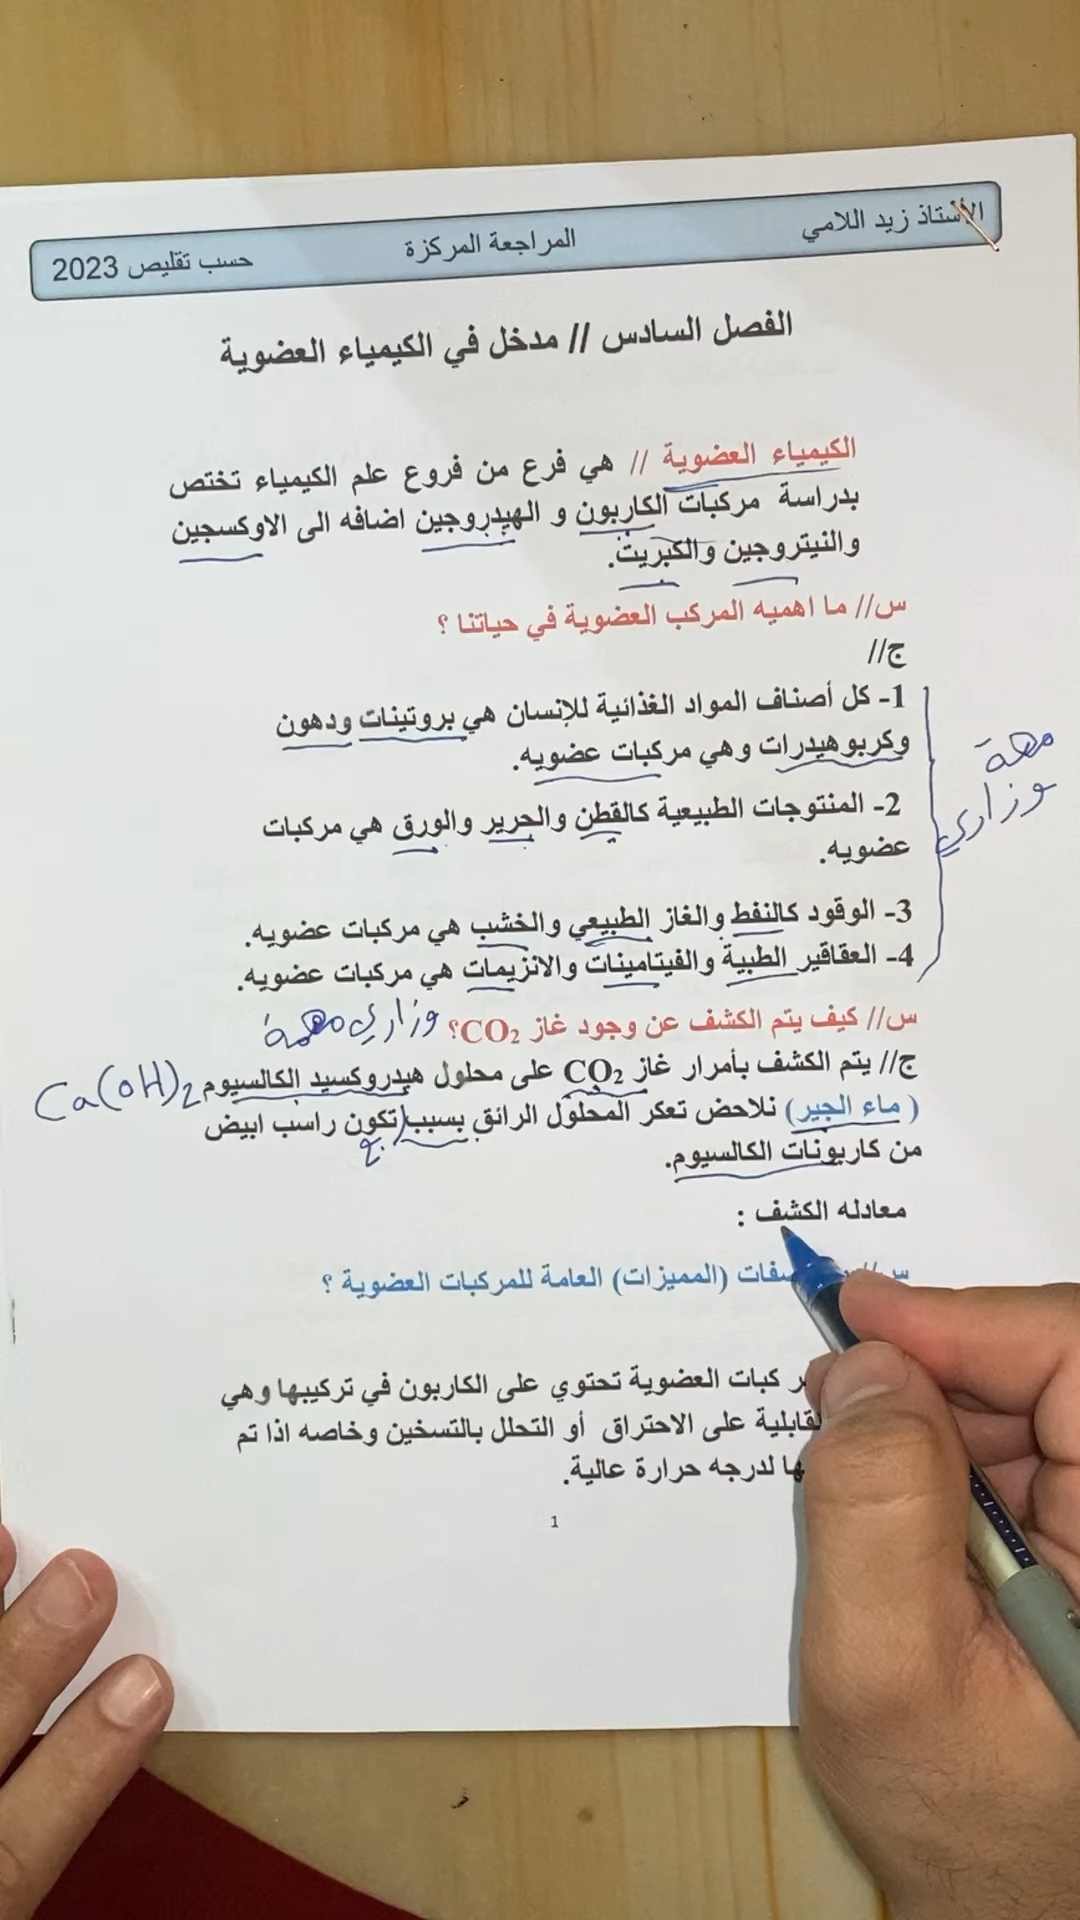 الأستاذ زيد اللامي المراجعة المركزة حسب تقليص 2023
الفصل السادس // مدخل في الكيمياء العضوية
الكيمياء العضوية // هي فرع من فروع علم الكيمياء تختص
بدراسة مركبات الكاربون و الهيدروجين اضافه الى الاوكسجين
والنيتروجين والكبريت.
س// ما اهميه المركب العضوية في حياتنا ؟
ج//
1- كل أصناف المواد الغذائية للإنسان هي بروتينات ودهون
وكربوهيدرات وهي مركبات عضويه.
2- المنتوجات الطبيعية كالقطن والحرير والورق هي مركبات
عضويه.
3- الوقود كالنفط والغاز الطبيعي والخشب هي مركبات عضويه.
4- العقاقير الطبية والفيتامينات والانزيمات هي مركبات عضويه.
مهمة
وزاري
س// كيف يتم الكشف عن وجود غاز CO₂؟ وزاري مهمة
ج// يتم الكشف بأمرار غاز CO₂ على محلول هيدروكسيد الكالسيوم Ca(OH)2
( ماء الجير) نلاحض تعكر المحلول الرائق بسبب تكون راسب ابيض
من كاربونات الكالسيوم.
معادله الكشف :
س// صفات (المميزات) العامة للمركبات العضوية ؟
كبات العضوية تحتوي على الكاربون في تركيبها وهي
قابلية على الاحتراق أو التحلل بالتسخين وخاصه اذا تم
ها لدرجه حرارة عالية.
1